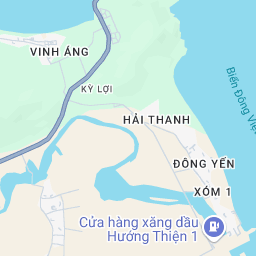 VINH ÁNG
KỲ LỢI
HẢI THANH
ĐÔNG YẾN
XÓM 1
Cửa hàng xăng dầu
Hướng Thiện 1
Biển Đông Việt